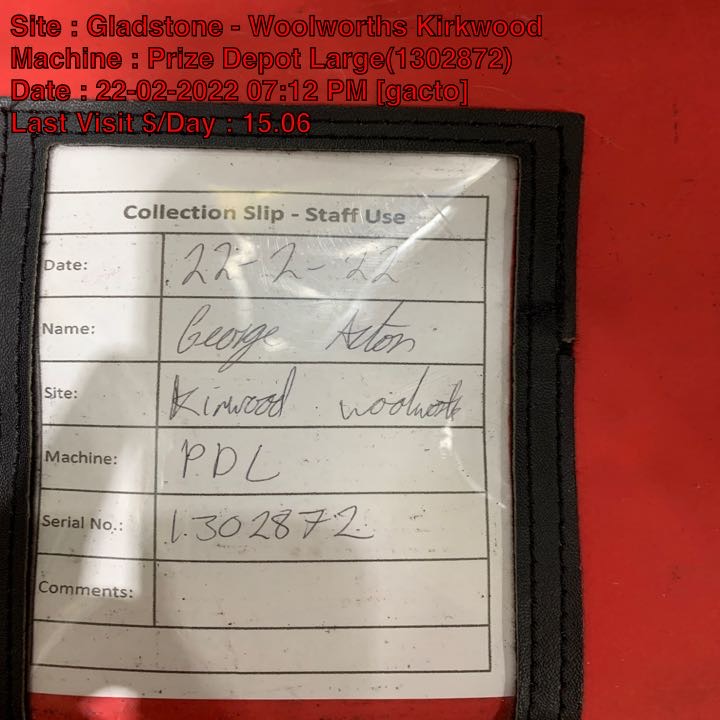 Site : Gladstone - Woolworths Kirkwood
Machine : Prize Depot Large(1302872)
Date : 22-02-2022 07:12 PM [gacto]
Last Visit $/Day : 15.06
Collection Slip - Staff Use
Date: 22-2-22
Name: George Acton
Site: Kirwood woolworth
Machine: PDL
Serial No.: 1302872
Comments: